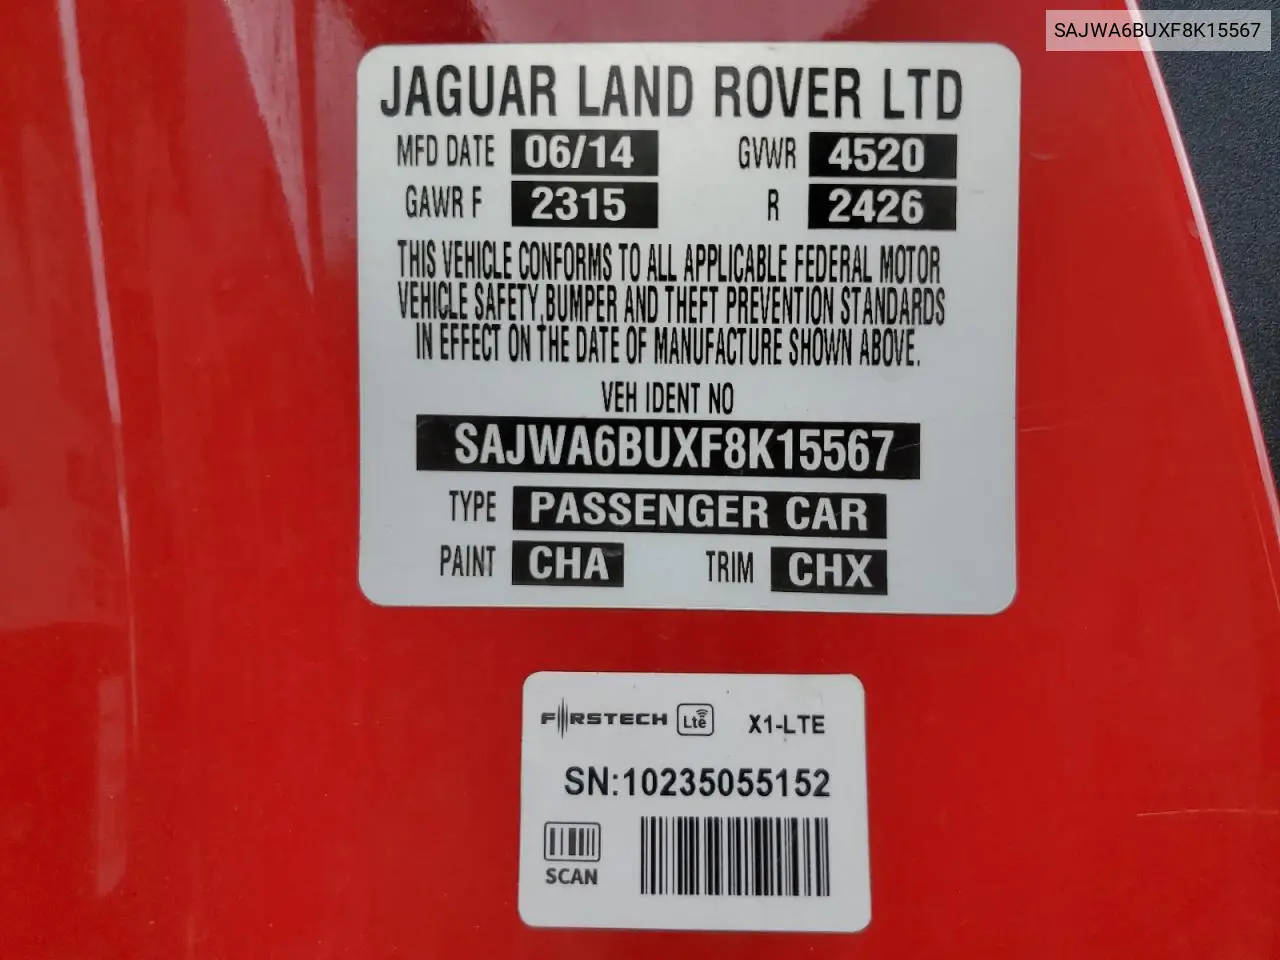 SAJWA6BUXF8K15567
JAGUAR LAND ROVER LTD
MFD DATE 06/14 GVWR 4520
GAWR F 2315 R 2426
THIS VEHICLE CONFORMS TO ALL APPLICABLE FEDERAL MOTOR
VEHICLE SAFETY, BUMPER AND THEFT PREVENTION STANDARDS
IN EFFECT ON THE DATE OF MANUFACTURE SHOWN ABOVE.
VEH IDENT NO
SAJWA6BUXF8K15567
TYPE PASSENGER CAR
PAINT CHA TRIM CHX
FIRSTECH Lte X1-LTE
SN:10235055152
SCAN